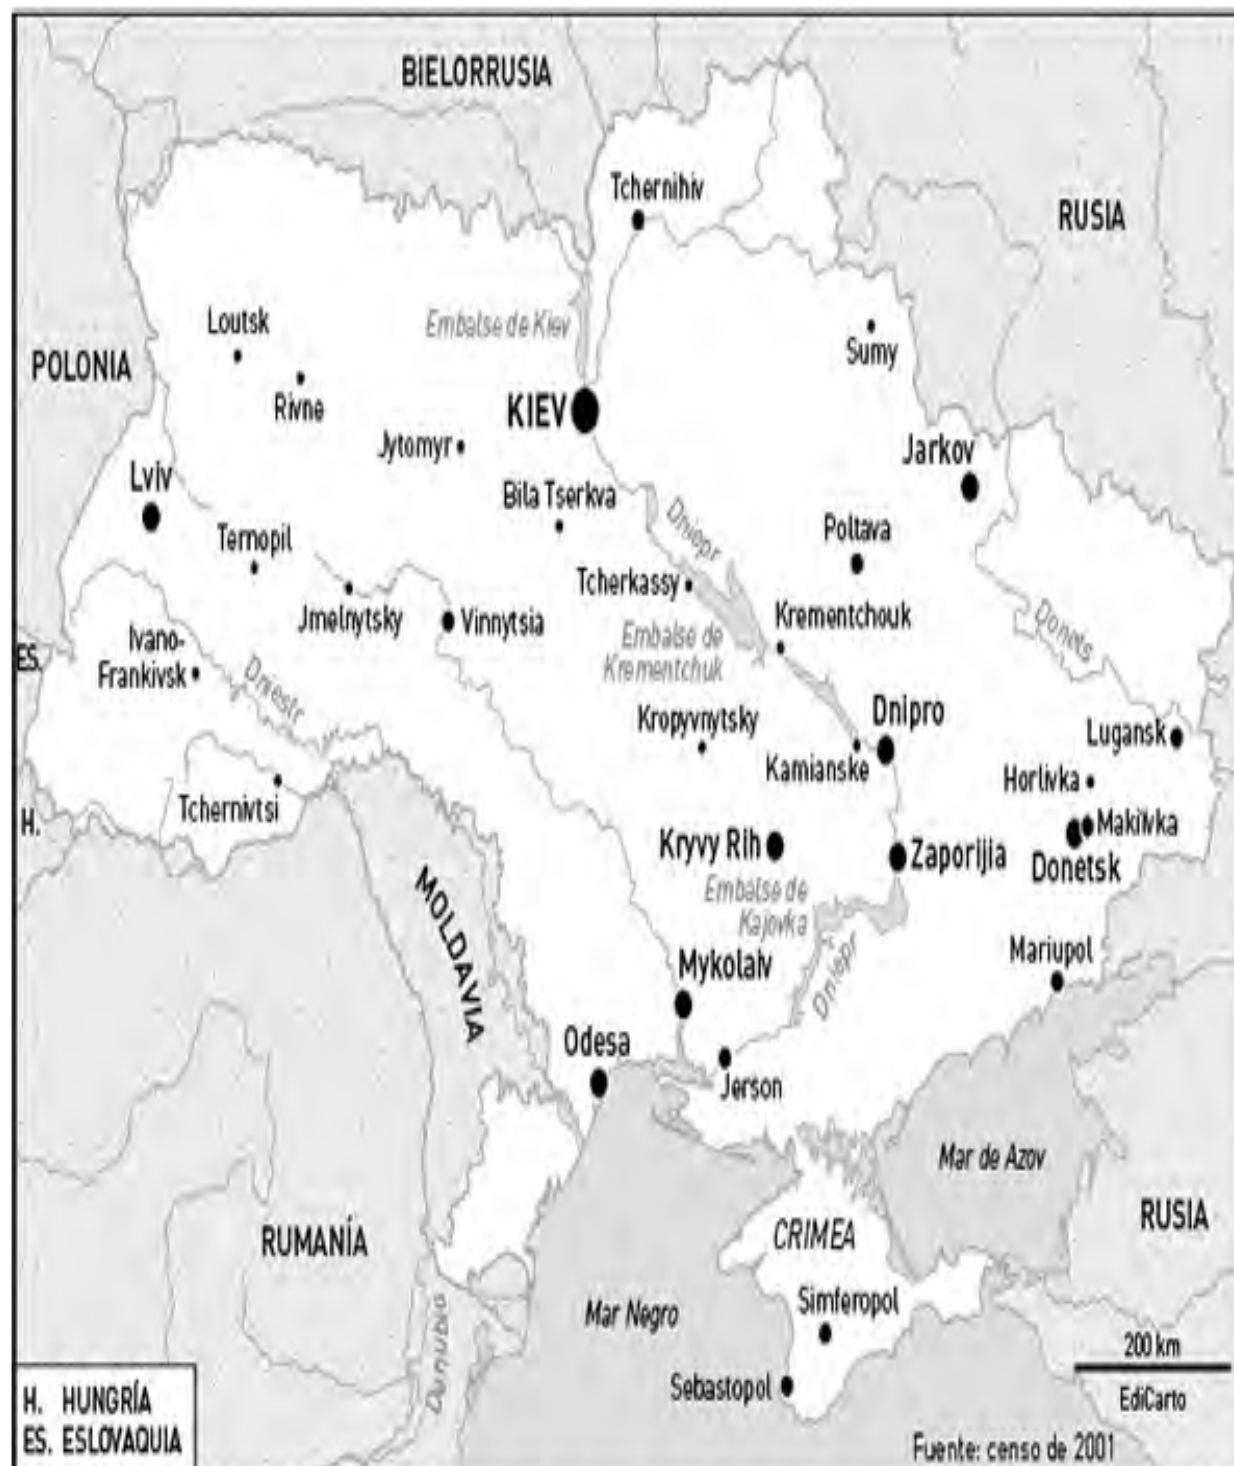 BIELORRUSIA
Tchernihiv
RUSIA
Loutsk
Embalse de Kiev
Sumy
POLONIA
Rivne
KIEV
Jytomyr
Jarkov
Lviv
Bila Tserkva
Dniepr
Poltava
Ternopil
Tcherkassy
Jmelnytsky
Vinnytsia
Krementchouk
Donets
Embalse de
Krementchuk
ES.
Ivano-
Frankivsk
Dniestr
Kropyvnytsky
Dnipro
Lugansk
Kamianske
Horlivka
Tchernivtsi
H.
Makiivka
Kryvy Rih
Zaporijia
Donetsk
Embalse de
Kajovka
MOLDAVIA
Mariupol
Mykolaiv
Dniepr
Odesa
Jerson
Mar de Azov
RUSIA
RUMANÍA
CRIMEA
Simferopol
Mar Negro
Danubio
Sebastopol
200 km
EdiCarto
H. HUNGRÍA
ES. ESLOVAQUIA
Fuente: censo de 2001